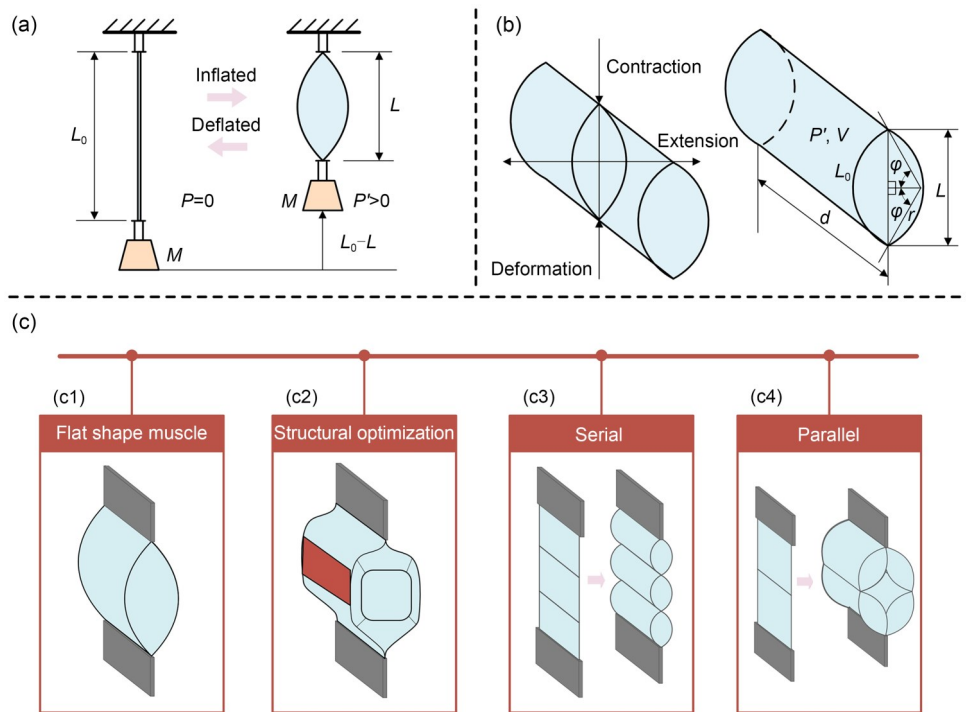 (a)
L₀
Inflated
Deflated
P=0
M
L
M
P'>0
L₀−L
(b)
Contraction
Extension
Deformation
P', V
L₀
φ
φ
r
L
d
(c)
(c1)
Flat shape muscle
(c2)
Structural optimization
(c3)
Serial
(c4)
Parallel